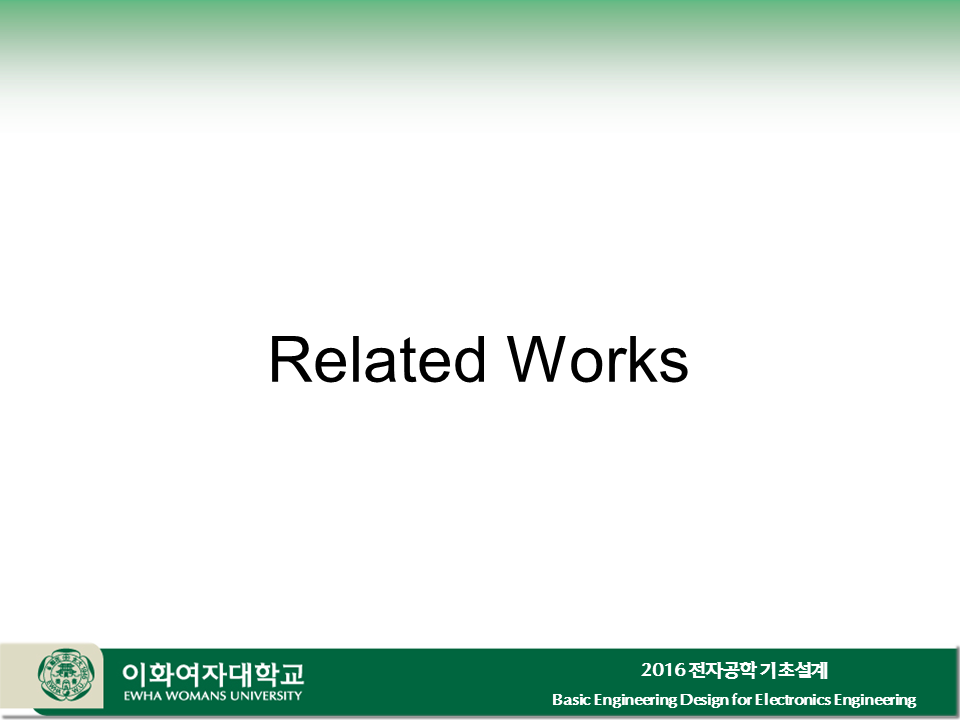 Related Works
이화여자대학교
EWHA WOMANS UNIVERSITY
2016 전자공학 기초설계
Basic Engineering Design for Electronics Engineering